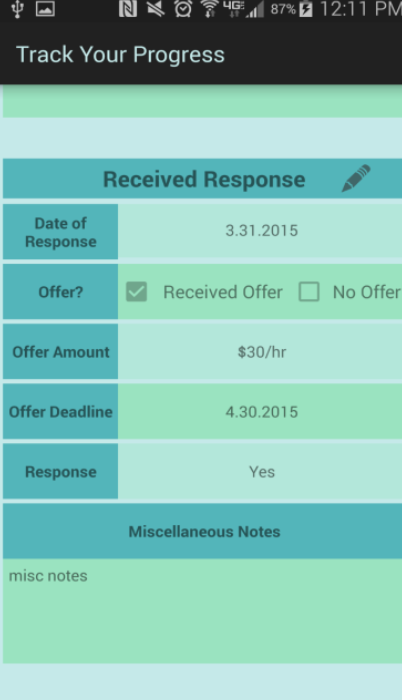 4GE 87% 12:11 PM
Track Your Progress
Received Response
Date of
Response
3.31.2015
Offer?
Received Offer
No Offer
Offer Amount
$30/hr
Offer Deadline
4.30.2015
Response
Yes
Miscellaneous Notes
misc notes